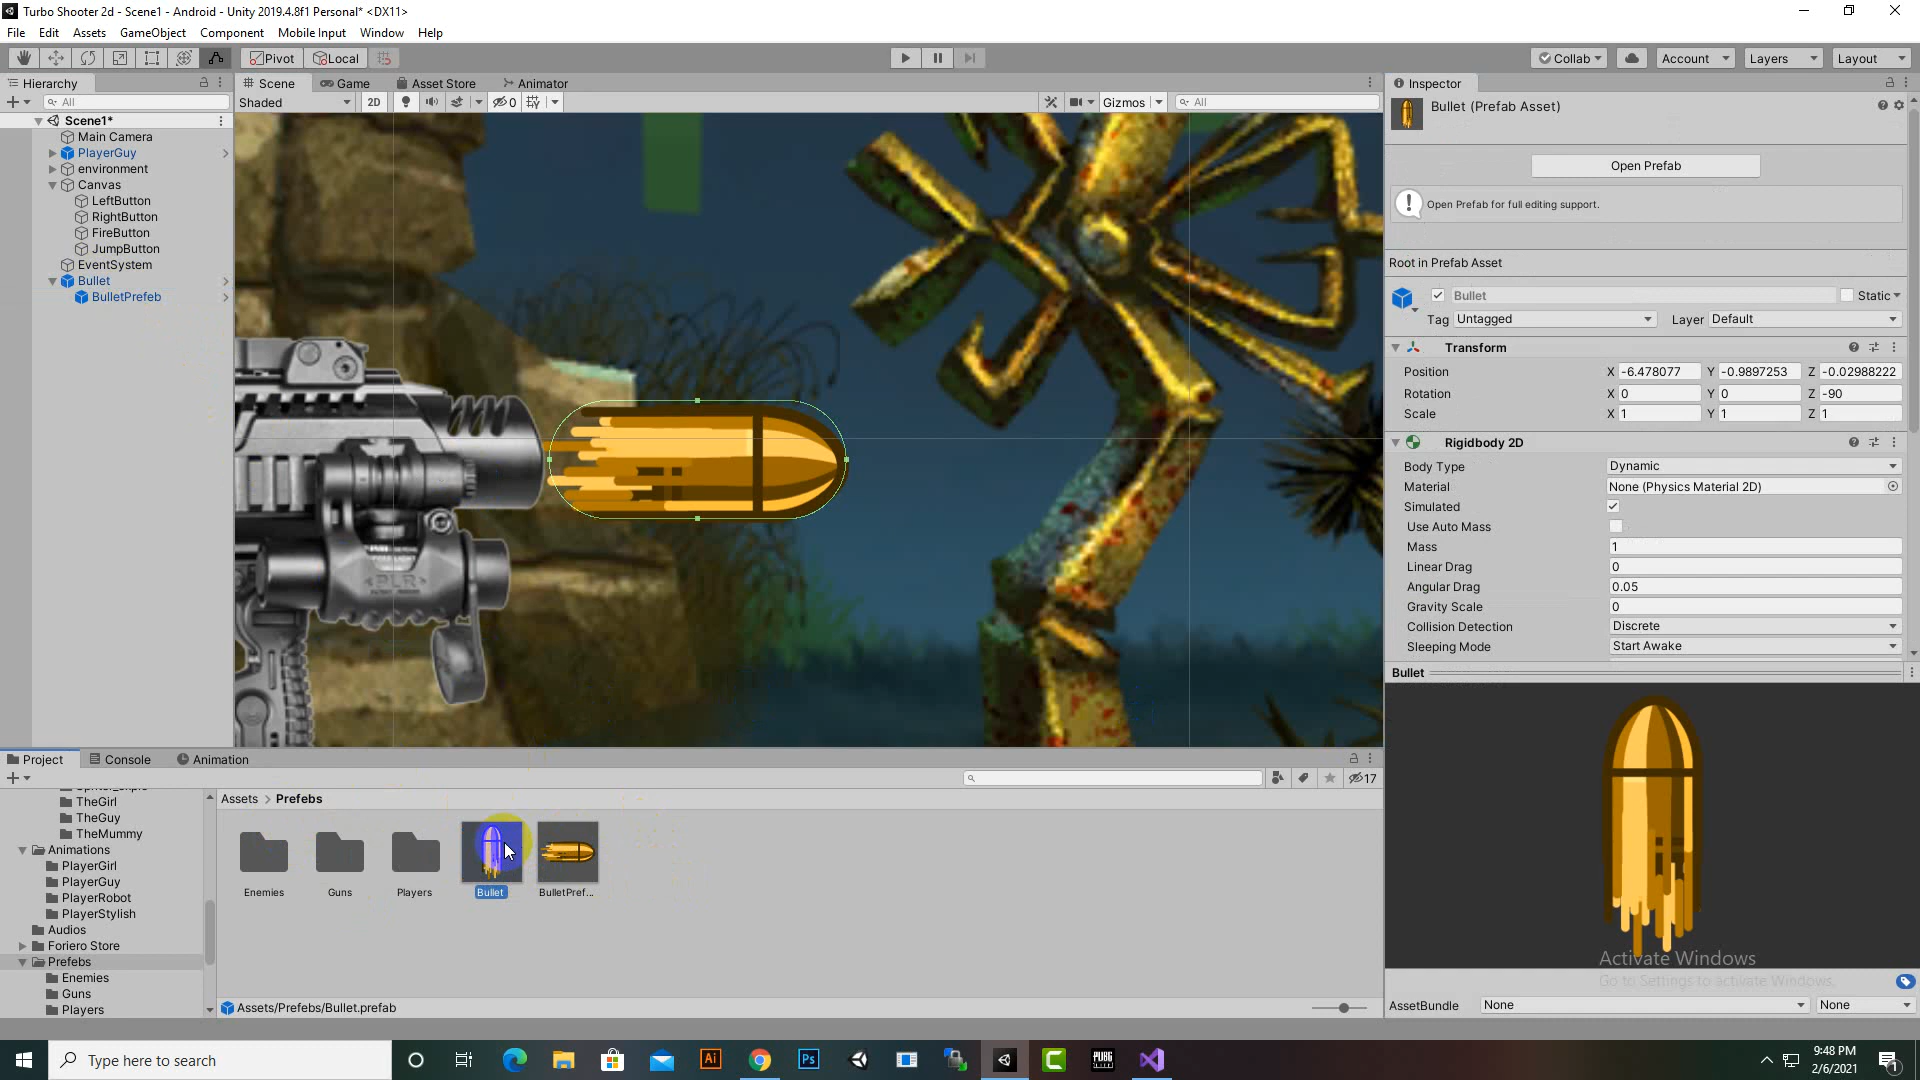 Turbo Shooter 2d - Scene1 - Android - Unity 2019.4.8f1 Personal* <DX11>
File Edit Assets GameObject Component Mobile Input Window Help
Pivot Local Collab Account Layers Layout
Hierarchy
All
Scene1*
Main Camera
PlayerGuy
environment
Canvas
LeftButton
RightButton
FireButton
JumpButton
EventSystem
Bullet
BulletPrefeb
Scene Game Asset Store Animator
Shaded 2D 0 Gizmos All
PLR
Inspector
Bullet (Prefab Asset)
Open Prefab
Open Prefab for full editing support.
Root in Prefab Asset
Bullet Static
Tag Untagged Layer Default
Transform
Position X -6.478077 Y -0.9897253 Z -0.02988222
Rotation X 0 Y 0 Z -90
Scale X 1 Y 1 Z 1
Rigidbody 2D
Body Type Dynamic
Material None (Physics Material 2D)
Simulated
Use Auto Mass
Mass 1
Linear Drag 0
Angular Drag 0.05
Gravity Scale 0
Collision Detection Discrete
Sleeping Mode Start Awake
Bullet
Activate Windows
Go to Settings to activate Windows.
AssetBundle None None
Project Console Animation
17
TheGirl
TheGuy
TheMummy
Animations
PlayerGirl
PlayerGuy
PlayerRobot
PlayerStylish
Audios
Foriero Store
Prefebs
Enemies
Guns
Players
Assets > Prefebs
Enemies Guns Players Bullet BulletPref...
Assets/Prefebs/Bullet.prefab
Type here to search
Ai
Ps
PUBG
9:48 PM
2/6/2021
1